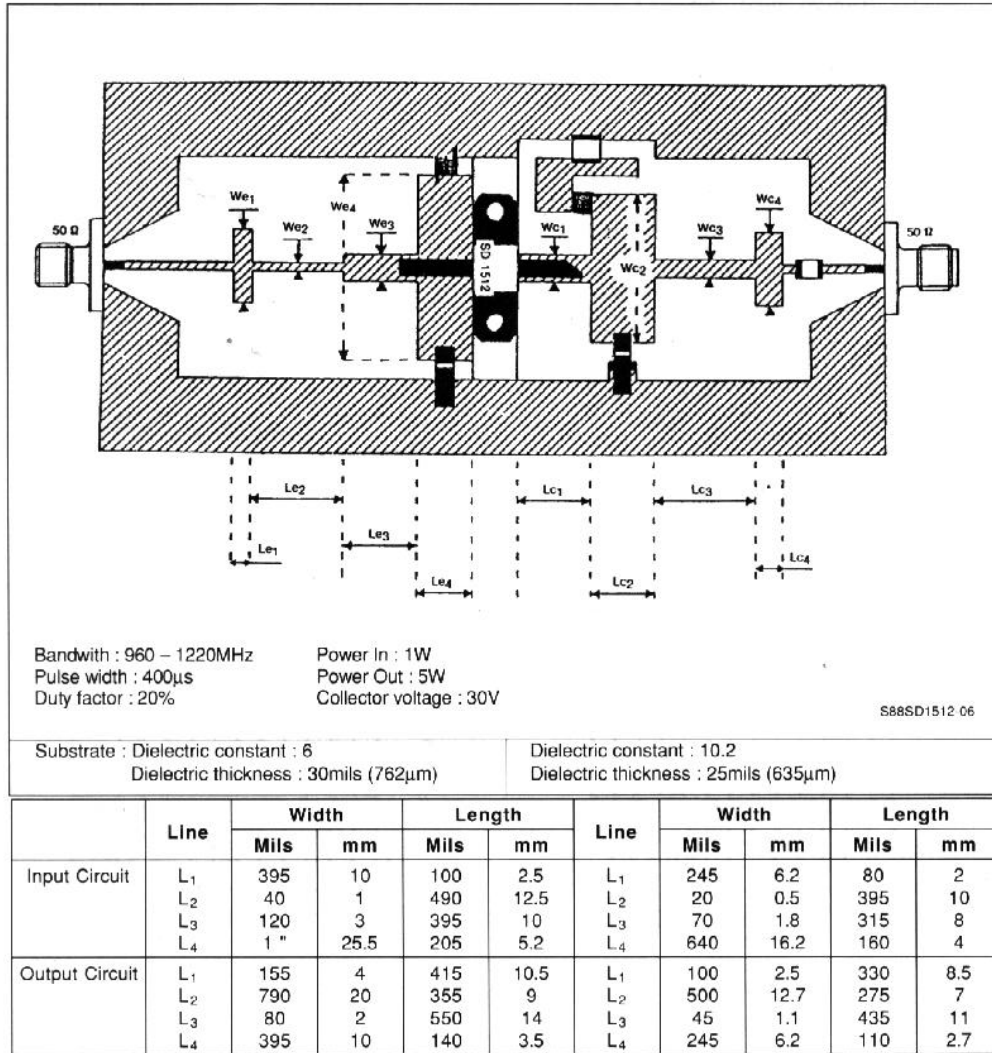 We1
We4
We2
We3
Wc1
Wc2
Wc3
Wc4
50 Ω
50 Ω
SD 1512
Le2
Lc1
Lc3
Le3
Le1
Le4
Lc2
Lc4
Bandwith : 960 – 1220MHz
Power In : 1W
Pulse width : 400µs
Power Out : 5W
Duty factor : 20%
Collector voltage : 30V
S88SD1512-06
Substrate : Dielectric constant : 6
Dielectric constant : 10.2
Dielectric thickness : 30mils (762µm)
Dielectric thickness : 25mils (635µm)
Line Width Length Line Width Length
Mils mm Mils mm Mils mm Mils mm
Input Circuit L1 395 10 100 2.5 L1 245 6.2 80 2
L2 40 1 490 12.5 L2 20 0.5 395 10
L3 120 3 395 10 L3 70 1.8 315 8
L4 1 " 25.5 205 5.2 L4 640 16.2 160 4
Output Circuit L1 155 4 415 10.5 L1 100 2.5 330 8.5
L2 790 20 355 9 L2 500 12.7 275 7
L3 80 2 550 14 L3 45 1.1 435 11
L4 395 10 140 3.5 L4 245 6.2 110 2.7